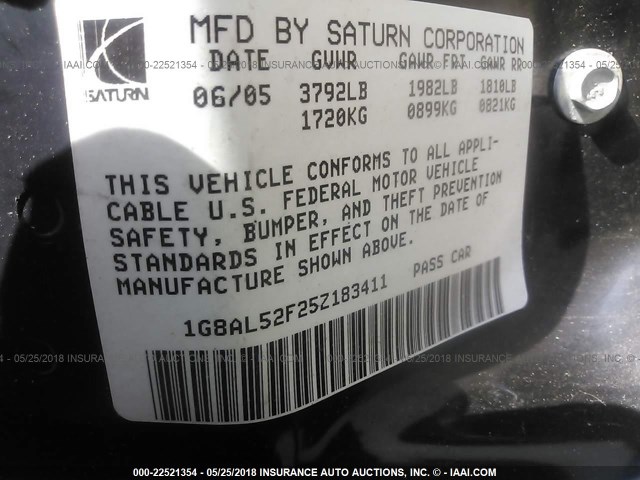 MFD BY SATURN CORPORATION
SATURN
DATE GVWR GAWR FRT GAWR RR
06/05 3792LB 1982LB 1810LB
1720KG 0899KG 0821KG
THIS VEHICLE CONFORMS TO ALL APPLI-
CABLE U.S. FEDERAL MOTOR VEHICLE
SAFETY, BUMPER, AND THEFT PREVENTION
STANDARDS IN EFFECT ON THE DATE OF
MANUFACTURE SHOWN ABOVE.
PASS CAR
1G8AL52F25Z183411
000-22521354 - 05/25/2018 INSURANCE AUTO AUCTIONS, INC. - © IAAI.COM